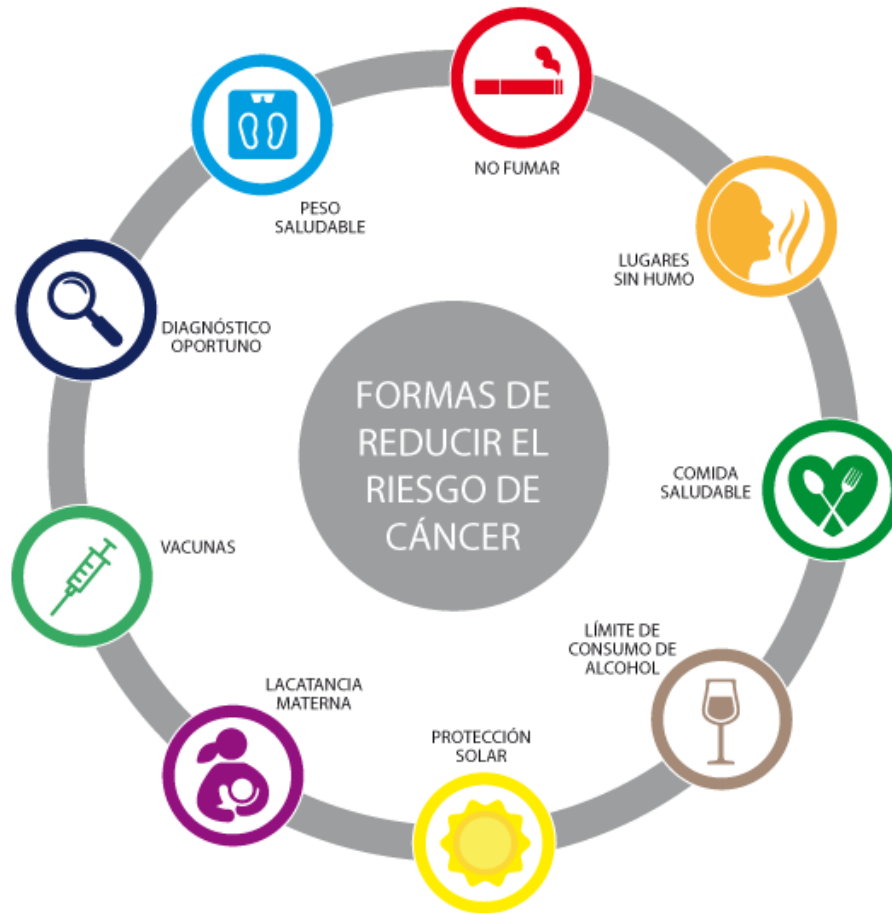 FORMAS DE
REDUCIR EL
RIESGO DE
CÁNCER
NO FUMAR
LUGARES
SIN HUMO
COMIDA
SALUDABLE
LÍMITE DE
CONSUMO DE
ALCOHOL
PROTECCIÓN
SOLAR
LACATANCIA
MATERNA
VACUNAS
DIAGNÓSTICO
OPORTUNO
PESO
SALUDABLE